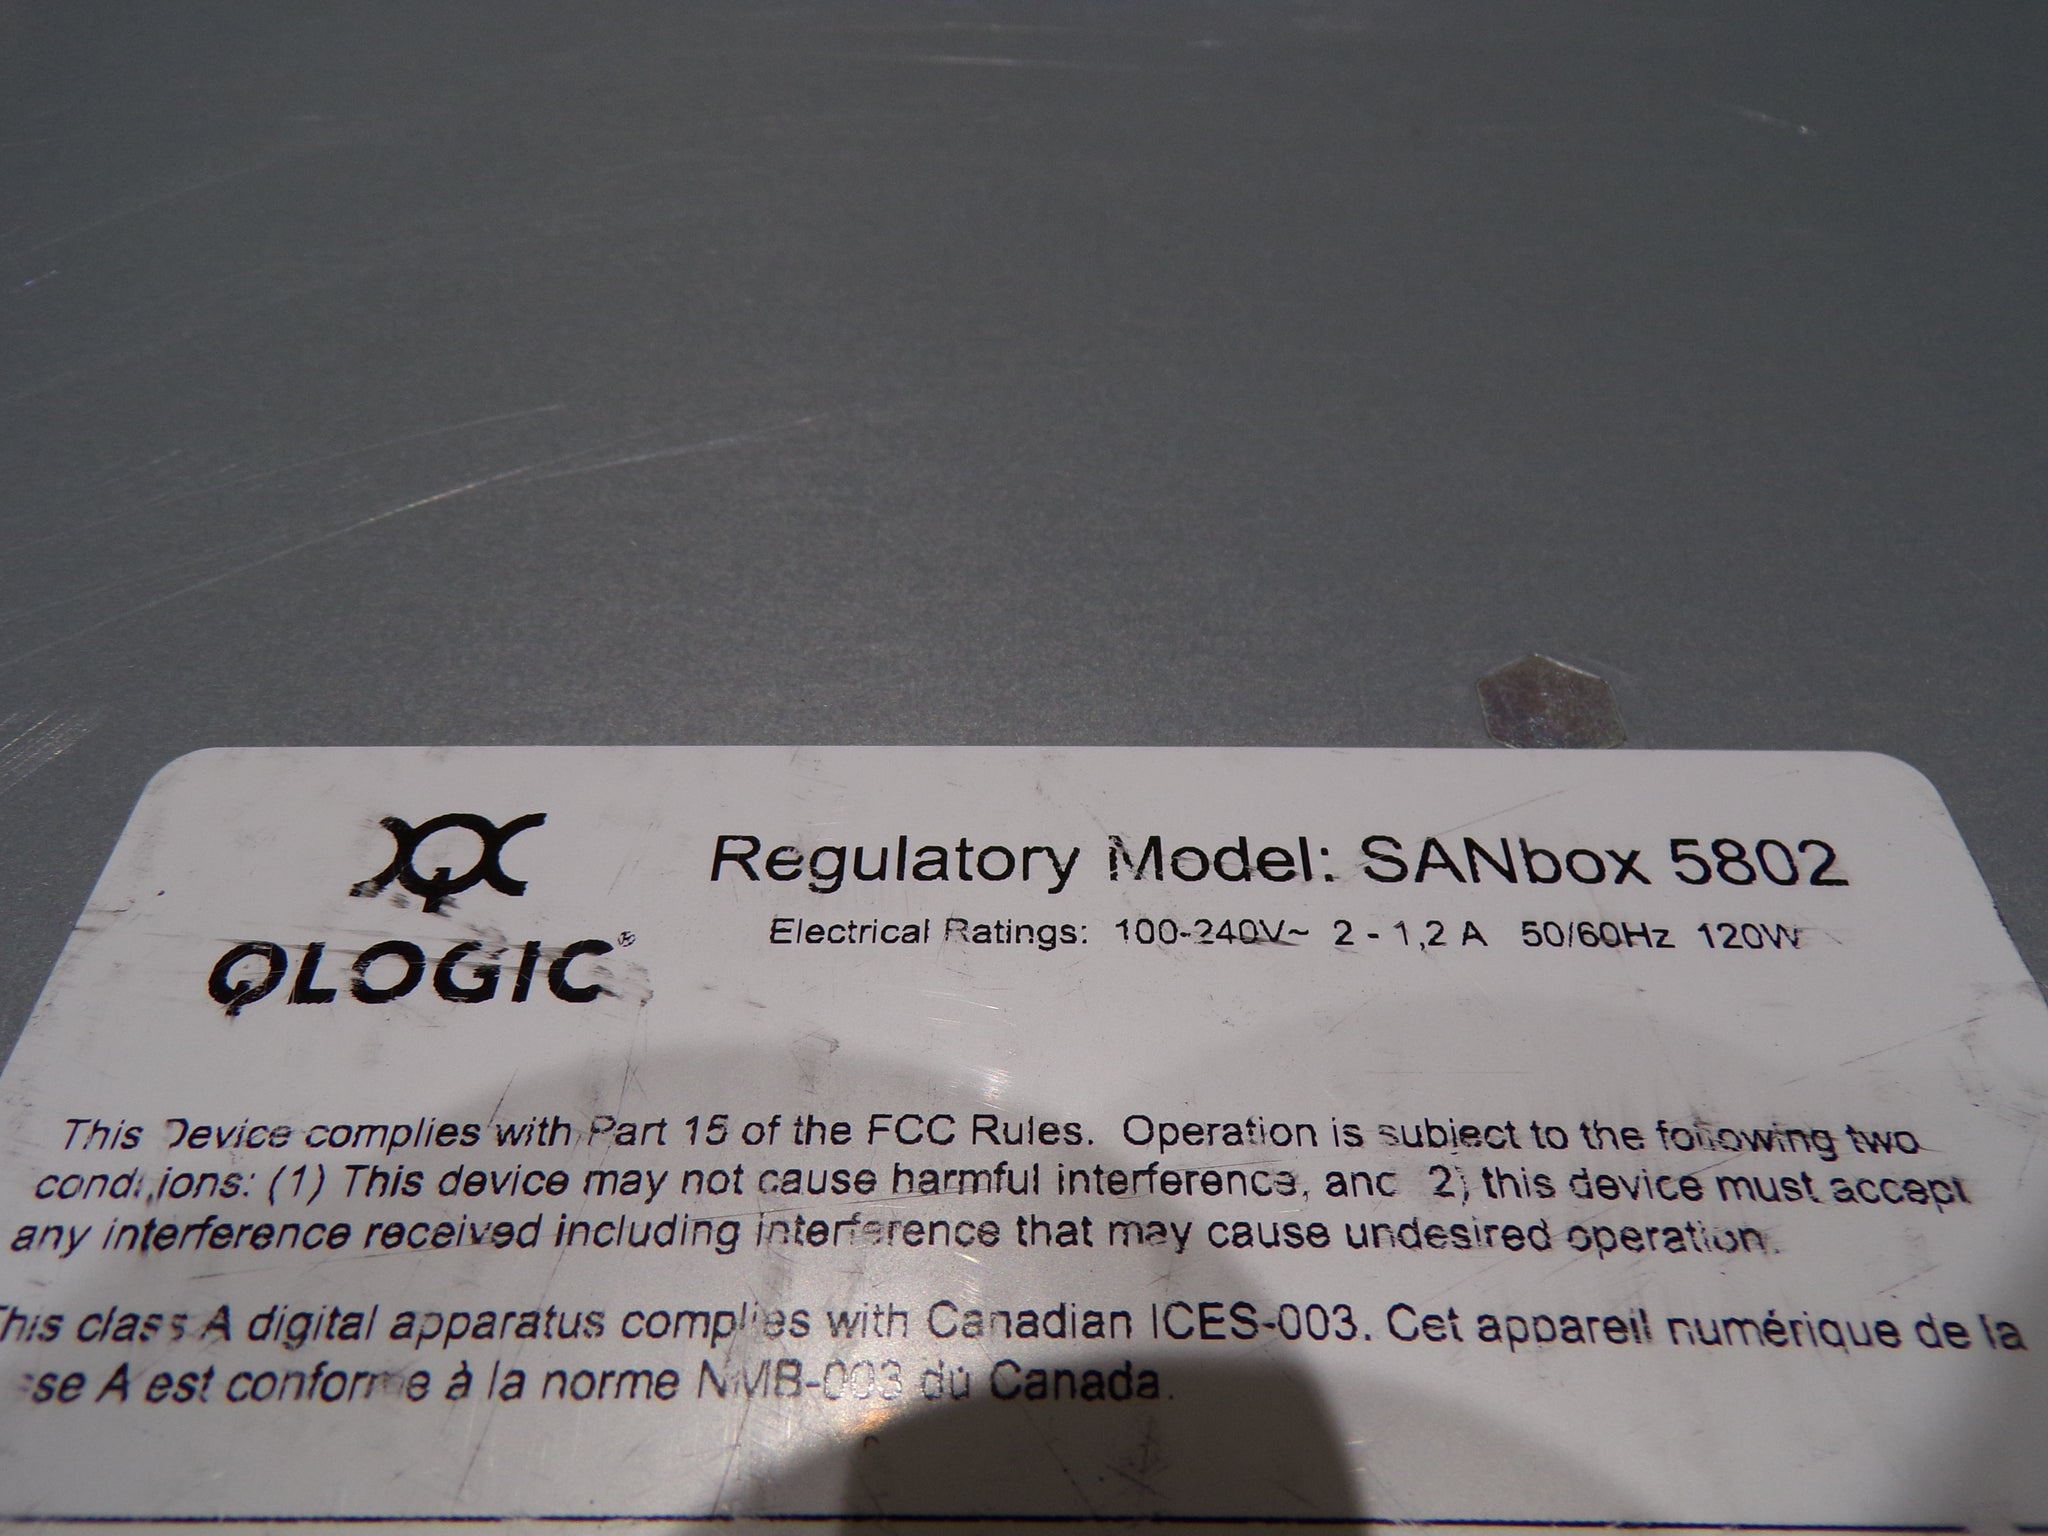 QLOGIC®
Regulatory Model: SANbox 5802
Electrical Ratings: 100-240V~ 2 - 1,2 A 50/60Hz 120W
This Device complies with Part 15 of the FCC Rules. Operation is subject to the following two
conditions: (1) This device may not cause harmful interference, and 2) this device must accept
any interference received including interference that may cause undesired operation.
This class A digital apparatus complies with Canadian ICES-003. Cet appareil numérique de la
A est conforme à la norme NMB-003 du Canada.